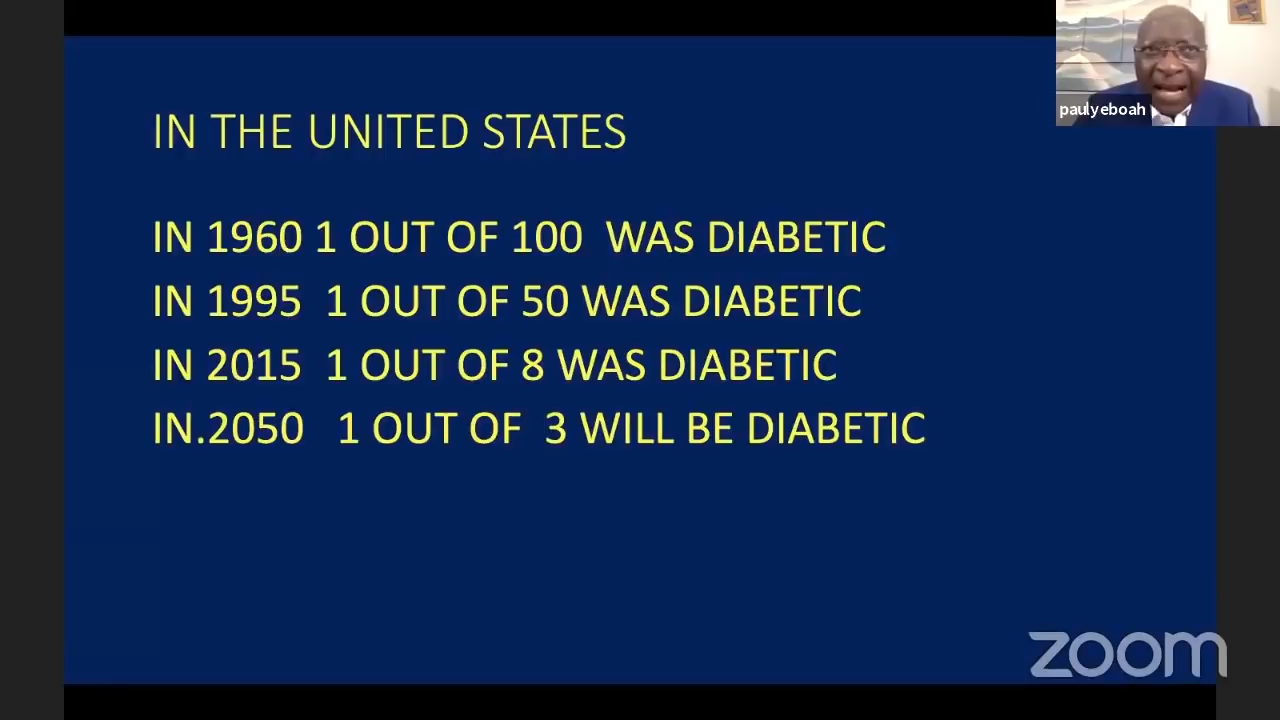 paulyeboah
IN THE UNITED STATES
IN 1960 1 OUT OF 100 WAS DIABETIC
IN 1995 1 OUT OF 50 WAS DIABETIC
IN 2015 1 OUT OF 8 WAS DIABETIC
IN.2050 1 OUT OF 3 WILL BE DIABETIC
zoom